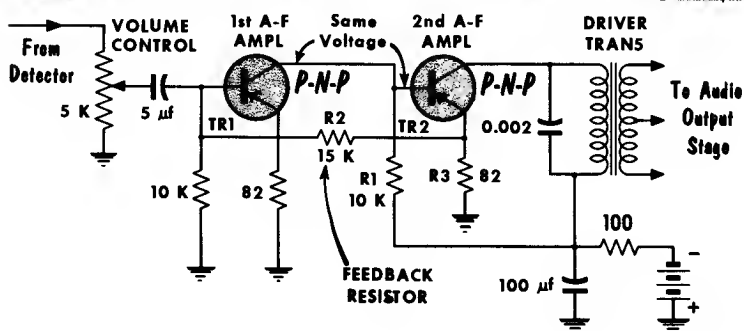 From
Detector
VOLUME
CONTROL
5 K
5 µf
1st A-F
AMPL
Same
Voltage
2nd A-F
AMPL
DRIVER
TRANS
P-N-P
P-N-P
TR1
R2
15 K
TR2
0.002
To Audio
Output
Stage
10 K
82
R1
10 K
R3
82
100
FEEDBACK
RESISTOR
100 µf
-
+